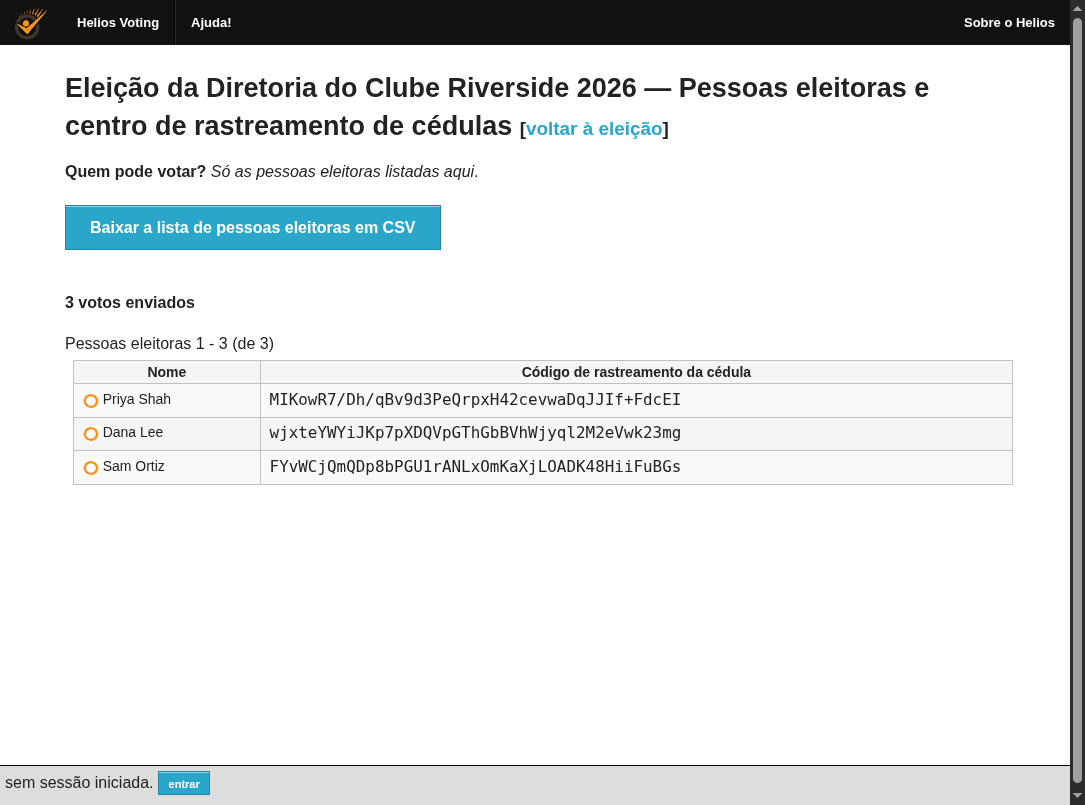 Helios Voting
Ajuda!
Sobre o Helios
Eleição da Diretoria do Clube Riverside 2026 — Pessoas eleitoras e
centro de rastreamento de cédulas [voltar à eleição]
Quem pode votar? Só as pessoas eleitoras listadas aqui.
Baixar a lista de pessoas eleitoras em CSV
3 votos enviados
Pessoas eleitoras 1 - 3 (de 3)
Nome Código de rastreamento da cédula
Priya Shah MIKowR7/Dh/qBv9d3PeQrpxH42cevwaDqJJIf+FdcEI
Dana Lee wjxteYWYiJKp7pXDQVpGThGbBVhWjyql2M2eVwk23mg
Sam Ortiz FYvWCjQmQDp8bPGU1rANLxOmKaXjLOADK48HiiFuBGs
sem sessão iniciada. entrar